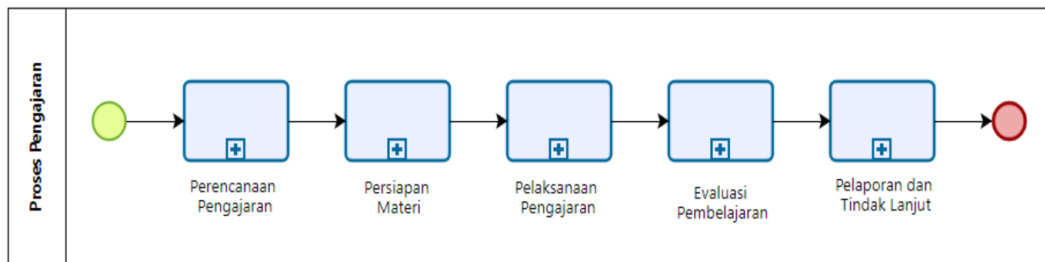 Proses Pengajaran
Perencanaan
Pengajaran
Persiapan
Materi
Pelaksanaan
Pengajaran
Evaluasi
Pembelajaran
Pelaporan dan
Tindak Lanjut